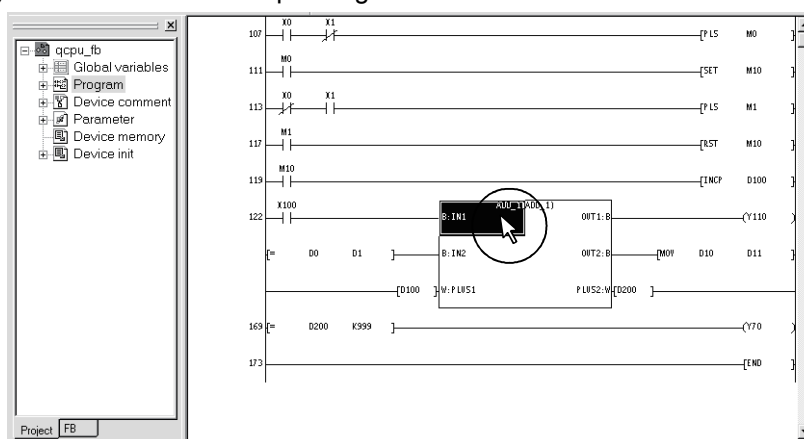 qcpu_fb
Global variables
Program
Device comment
Parameter
Device memory
Device init
Project FB
X0 X1
107 [PLS M0 ]
M0
111 [SET M10 ]
X0 X1
113 [PLS M1 ]
M1
117 [RST M10 ]
M10
119 [INCP D100 ]
X100 ADD_1(ADD_1)
122 B:IN1 OUT1:B (Y110 )
[= D0 D1 ] B:IN2 OUT2:B [MOV D10 D11 ]
[D100 ] W:PLUS1 PLUS2:W [D200 ]
169 [= D200 K999 ] (Y70 )
173 [END ]